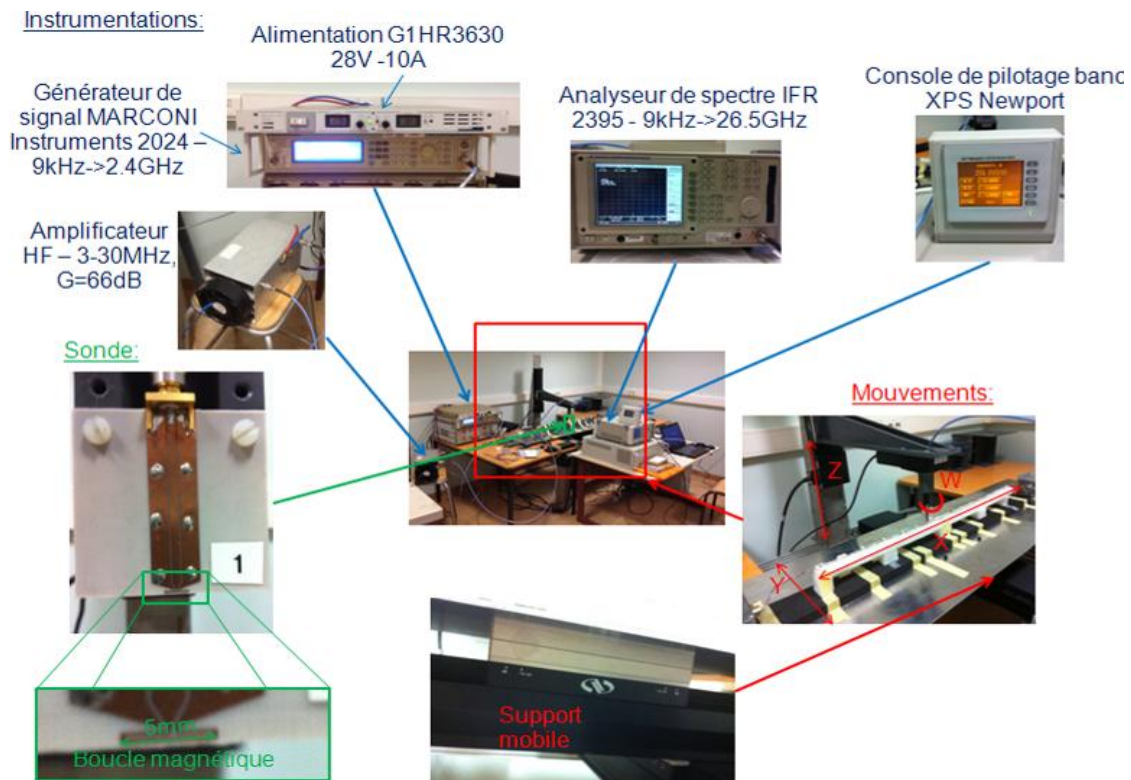 Instrumentations:
Alimentation G1HR3630
28V -10A
Générateur de
signal MARCONI
Instruments 2024 –
9kHz->2.4GHz
Analyseur de spectre IFR
2395 - 9kHz->26.5GHz
Console de pilotage banc
XPS Newport
Amplificateur
HF – 3-30MHz,
G=66dB
Sonde:
Mouvements:
Z
W
X
Y
1
5mm
Boucle magnétique
Support
mobile